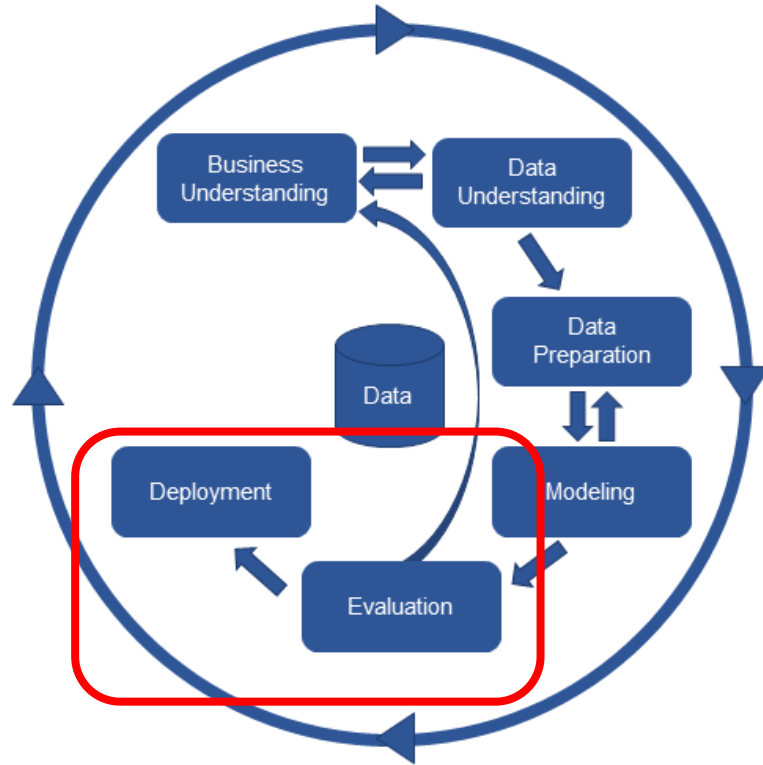 Business
Understanding
Data
Understanding
Data
Preparation
Data
Deployment
Modeling
Evaluation